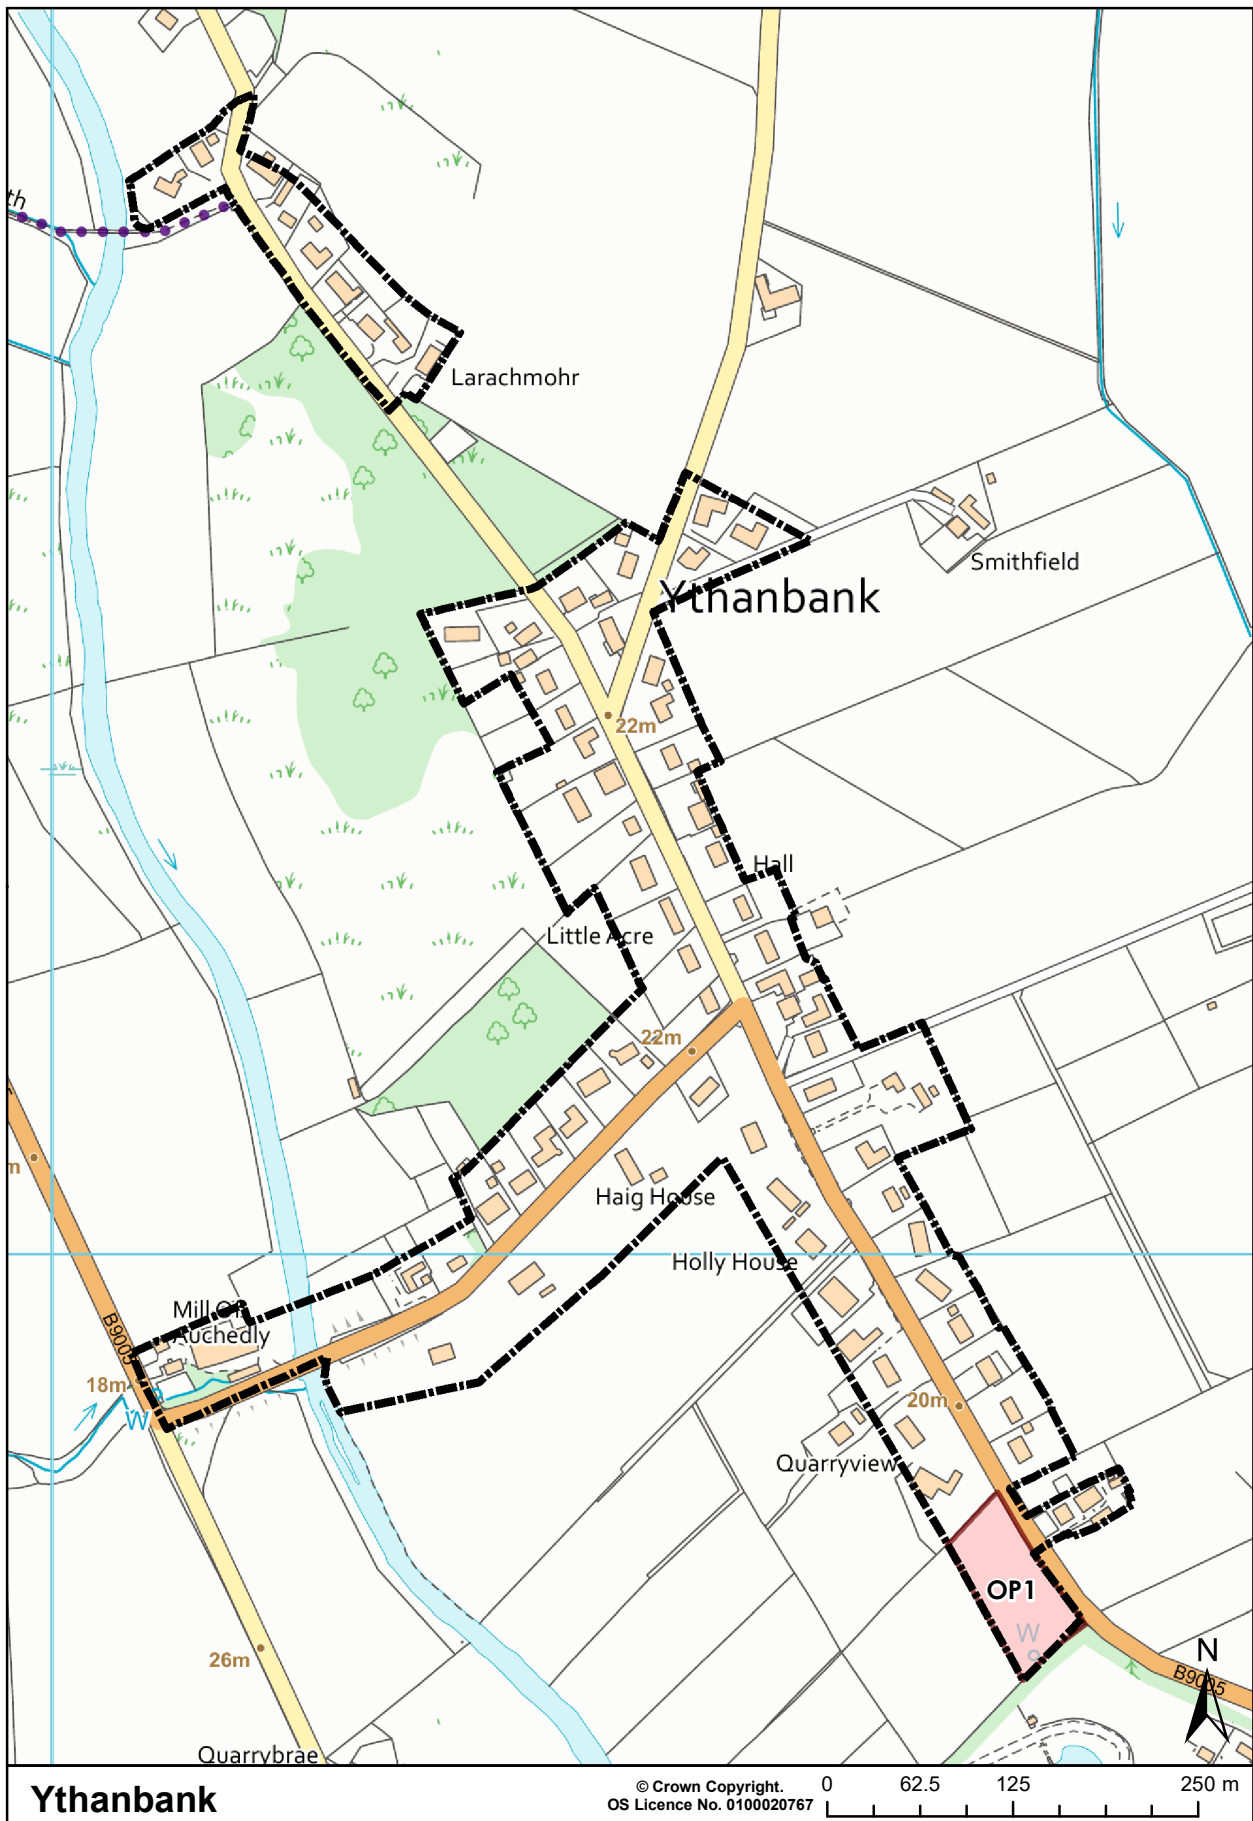 th
Larachmohr
Smithfield
Ythanbank
22m
Hall
Little Acre
22m
m
Haig House
Holly House
Mill Of
Auchedly
B9005
18m
W
20m
Quarryview
OP1
W
26m
N
B9005
Quarrybrae
Ythanbank
© Crown Copyright.
OS Licence No. 0100020767
0 62.5 125 250 m